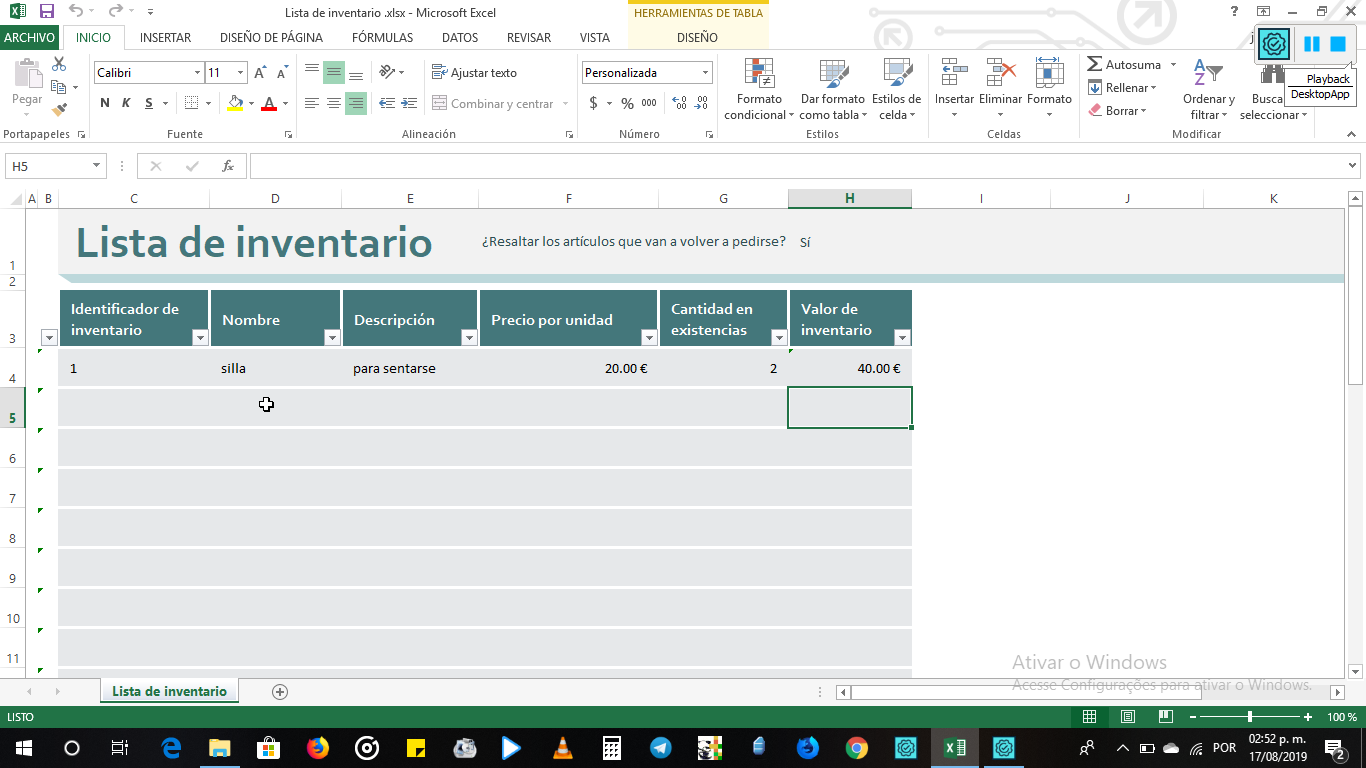 Lista de inventario .xlsx - Microsoft Excel
HERRAMIENTAS DE TABLA
?
ARCHIVO INICIO INSERTAR DISEÑO DE PÁGINA FÓRMULAS DATOS REVISAR VISTA DISEÑO
Playback
DesktopApp
Pegar
Calibri 11
N K S A
Ajustar texto
Combinar y centrar
Personalizada
$ % 000
Formato condicional
Dar formato como tabla
Estilos de celda
Insertar Eliminar Formato
Autosuma
Rellenar
Borrar
Ordenar y filtrar
Busca
seleccionar
Portapapeles Fuente Alineación Número Estilos Celdas Modificar
H5 fx
A B C D E F G H I J K
1 Lista de inventario ¿Resaltar los artículos que van a volver a pedirse? Sí
2
3 Identificador de inventario Nombre Descripción Precio por unidad Cantidad en existencias Valor de inventario
4 1 silla para sentarse 20.00 € 2 40.00 €
5
6
7
8
9
10
11
Ativar o Windows
Acesse Configurações para ativar o Windows.
Lista de inventario
LISTO 100 %
POR 02:52 p. m.
17/08/2019
2